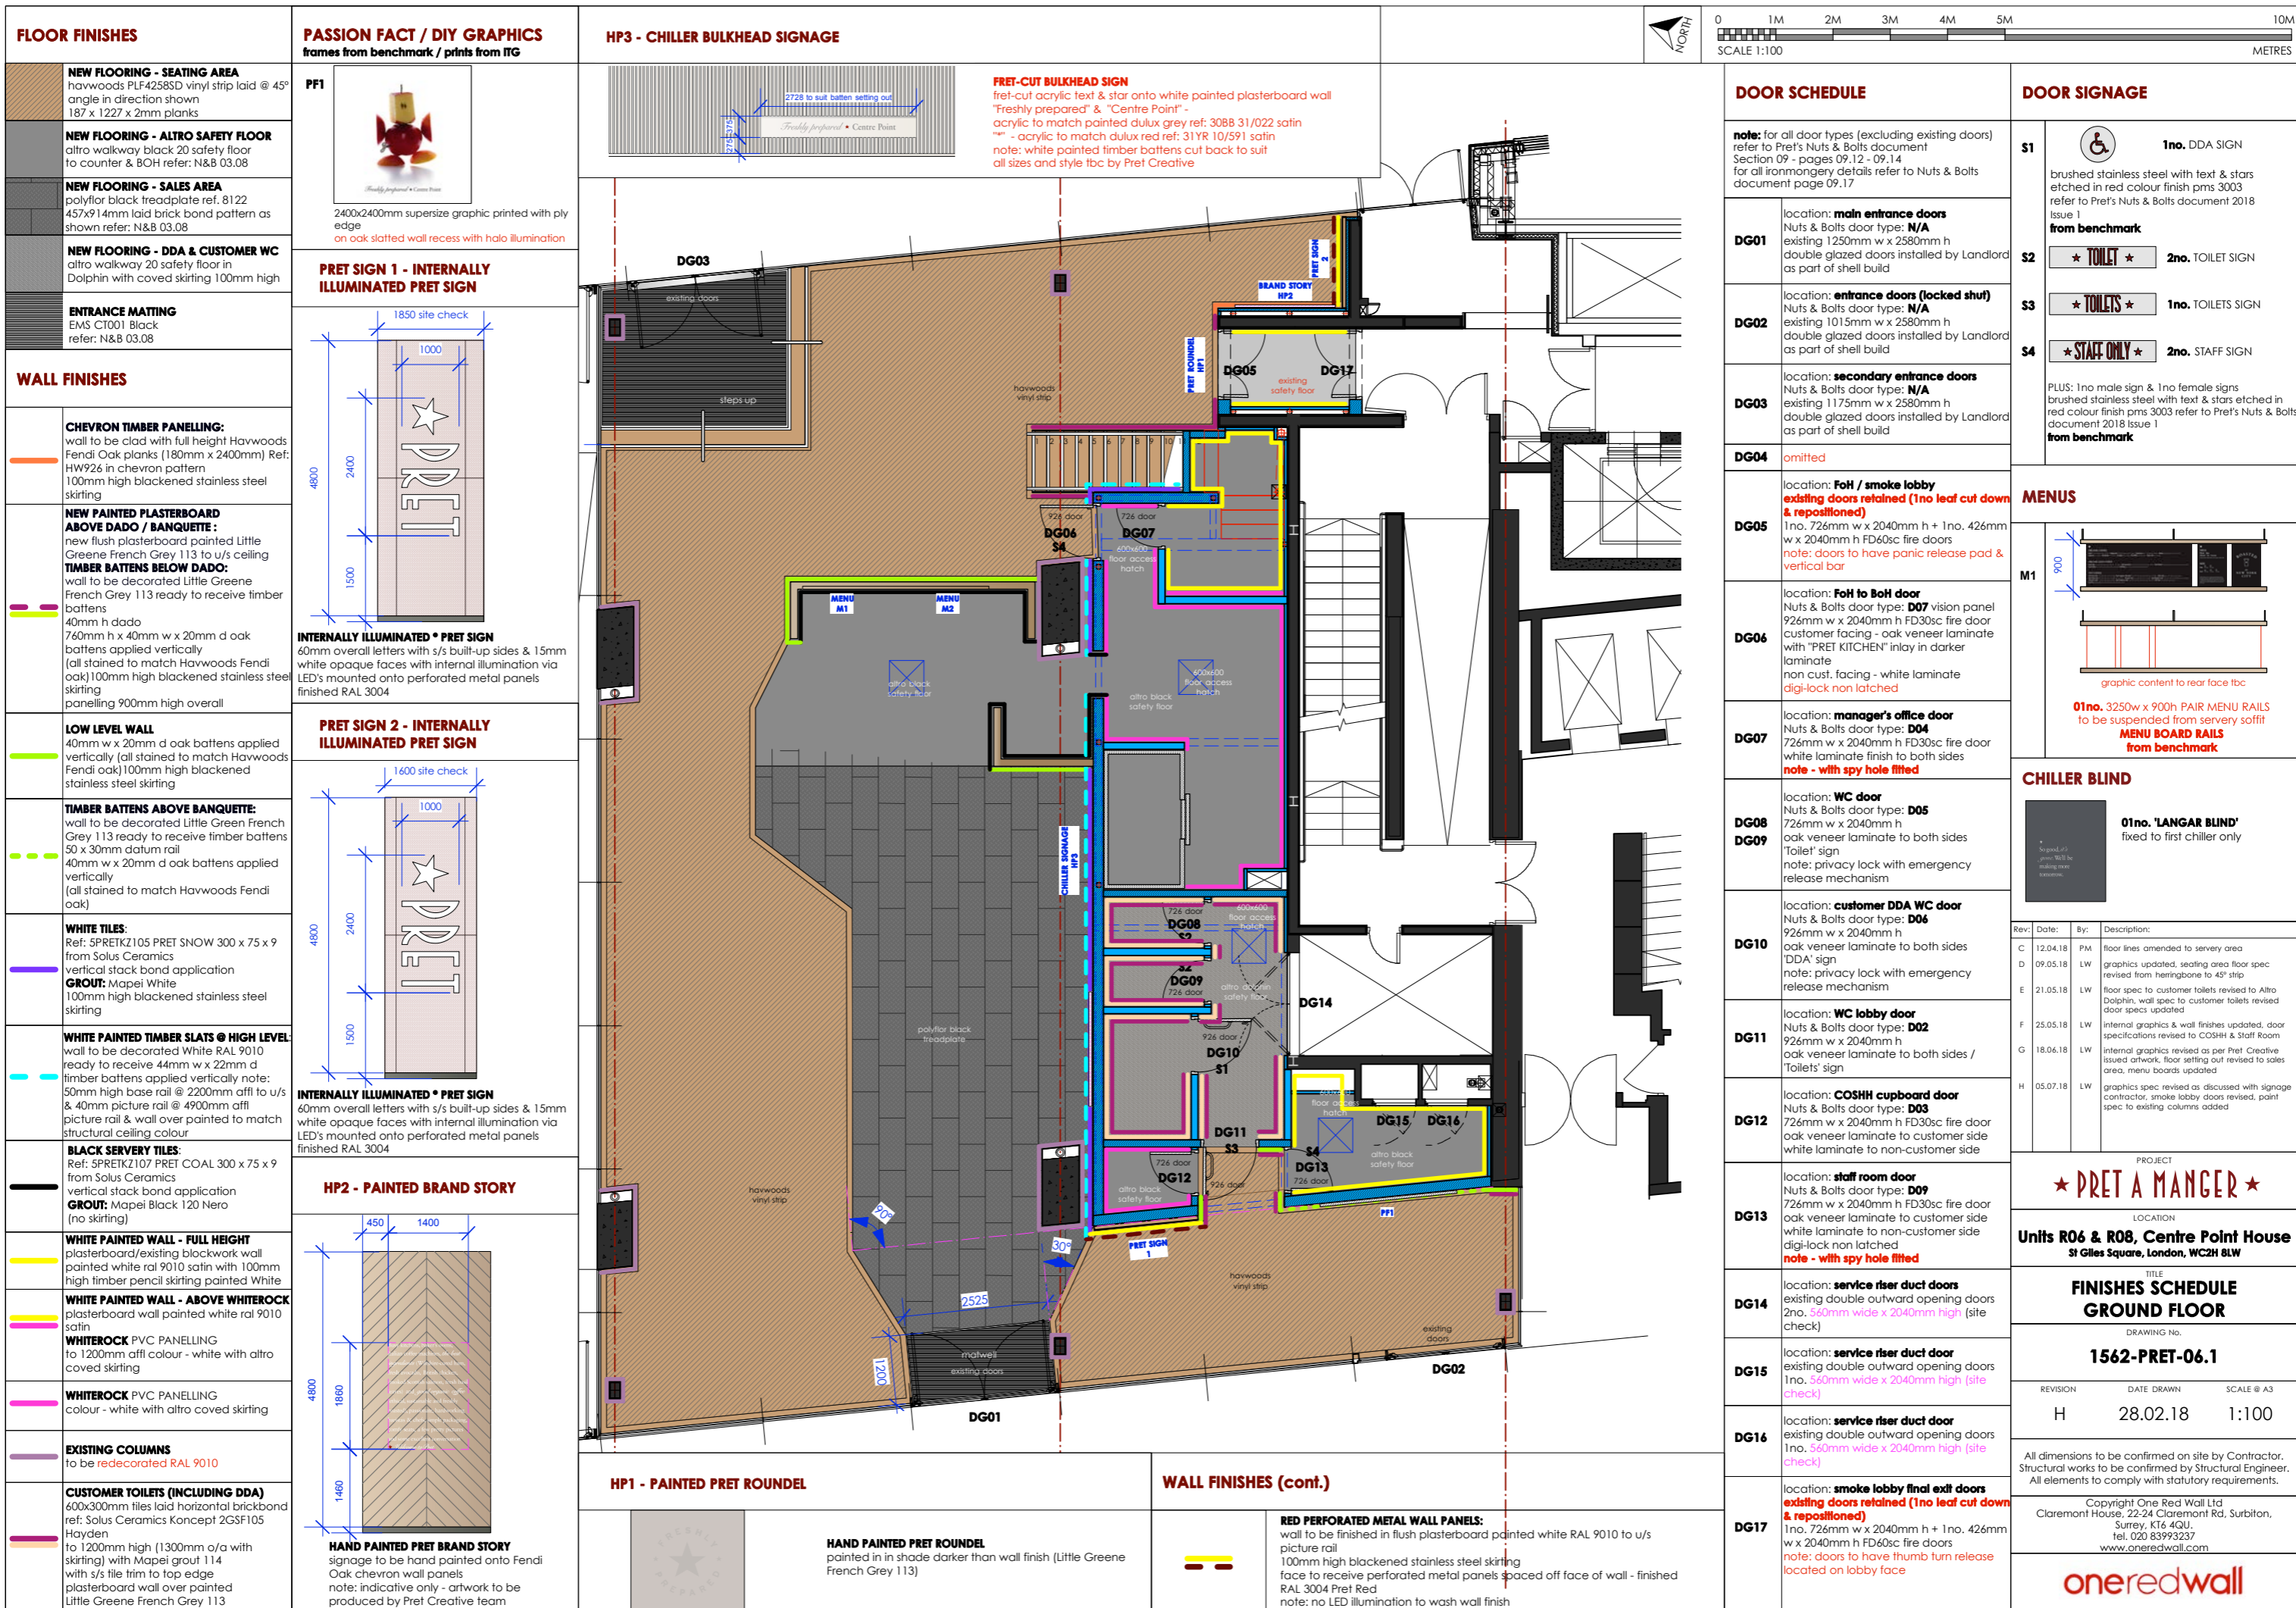 FLOOR FINISHES
NEW FLOORING - SEATING AREA
havwoods PLF4258SD vinyl strip laid @ 45°
angle in direction shown
187 x 1227 x 2mm planks
NEW FLOORING - ALTRO SAFETY FLOOR
altro walkway black 20 safety floor
to counter & BOH refer: N&B 03.08
NEW FLOORING - SALES AREA
polyflor black treadplate ref. 8122
457x914mm laid brick bond pattern as
shown refer: N&B 03.08
NEW FLOORING - DDA & CUSTOMER WC
altro walkway 20 safety floor in
Dolphin with coved skirting 100mm high
ENTRANCE MATTING
EMS CT001 Black
refer: N&B 03.08
WALL FINISHES
CHEVRON TIMBER PANELLING:
wall to be clad with full height Havwoods
Fendi Oak planks (180mm x 2400mm) Ref:
HW926 in chevron pattern
100mm high blackened stainless steel
skirting
NEW PAINTED PLASTERBOARD
ABOVE DADO / BANQUETTE :
new flush plasterboard painted Little
Greene French Grey 113 to u/s ceiling
TIMBER BATTENS BELOW DADO:
wall to be decorated Little Greene
French Grey 113 ready to receive timber
battens
40mm h dado
760mm h x 40mm w x 20mm d oak
battens applied vertically
(all stained to match Havwoods Fendi
oak)100mm high blackened stainless steel
skirting
panelling 900mm high overall
LOW LEVEL WALL
40mm w x 20mm d oak battens applied
vertically (all stained to match Havwoods
Fendi oak)100mm high blackened
stainless steel skirting
TIMBER BATTENS ABOVE BANQUETTE:
wall to be decorated Little Green French
Grey 113 ready to receive timber battens
50 x 30mm datum rail
40mm w x 20mm d oak battens applied
vertically
(all stained to match Havwoods Fendi
oak)
WHITE TILES:
Ref: 5PRETKZ105 PRET SNOW 300 x 75 x 9
from Solus Ceramics
vertical stack bond application
GROUT: Mapei White
100mm high blackened stainless steel
skirting
WHITE PAINTED TIMBER SLATS @ HIGH LEVEL:
wall to be decorated White RAL 9010
ready to receive 44mm w x 22mm d
timber battens applied vertically note:
50mm high base rail @ 2200mm affl to u/s
& 40mm picture rail @ 4900mm affl
picture rail & wall over painted to match
structural ceiling colour
BLACK SERVERY TILES:
Ref: 5PRETKZ107 PRET COAL 300 x 75 x 9
from Solus Ceramics
vertical stack bond application
GROUT: Mapei Black 120 Nero
(no skirting)
WHITE PAINTED WALL - FULL HEIGHT
plasterboard/existing blockwork wall
painted white ral 9010 satin with 100mm
high timber pencil skirting painted White
WHITE PAINTED WALL - ABOVE WHITEROCK
plasterboard wall painted white ral 9010
satin
WHITEROCK PVC PANELLING
to 1200mm affl colour - white with altro
coved skirting
WHITEROCK PVC PANELLING
colour - white with altro coved skirting
EXISTING COLUMNS
to be redecorated RAL 9010
CUSTOMER TOILETS (INCLUDING DDA)
600x300mm tiles laid horizontal brickbond
ref: Solus Ceramics Koncept 2GSF105
Hayden
to 1200mm high (1300mm o/a with
skirting) with Mapei grout 114
with s/s tile trim to top edge
plasterboard wall over painted
Little Greene French Grey 113
PASSION FACT / DIY GRAPHICS
frames from benchmark / prints from ITG
PF1
Freshly prepared * Centre Point
2400x2400mm supersize graphic printed with ply
edge
on oak slatted wall recess with halo illumination
PRET SIGN 1 - INTERNALLY
ILLUMINATED PRET SIGN
1850 site check
1000
4800
2400
1500
PRET
INTERNALLY ILLUMINATED * PRET SIGN
60mm overall letters with s/s built-up sides & 15mm
white opaque faces with internal illumination via
LED's mounted onto perforated metal panels
finished RAL 3004
PRET SIGN 2 - INTERNALLY
ILLUMINATED PRET SIGN
1600 site check
1000
4800
2400
1500
PRET
INTERNALLY ILLUMINATED * PRET SIGN
60mm overall letters with s/s built-up sides & 15mm
white opaque faces with internal illumination via
LED's mounted onto perforated metal panels
finished RAL 3004
HP2 - PAINTED BRAND STORY
450
1400
4800
1860
1460
HAND PAINTED PRET BRAND STORY
signage to be hand painted onto Fendi
Oak chevron wall panels
note: indicative only - artwork to be
produced by Pret Creative team
HP3 - CHILLER BULKHEAD SIGNAGE
2728 to suit batten setting out
375
275
Freshly prepared * Centre Point
FRET-CUT BULKHEAD SIGN
fret-cut acrylic text & star onto white painted plasterboard wall
"Freshly prepared" & "Centre Point" -
acrylic to match painted dulux grey ref: 30BB 31/022 satin
"*" - acrylic to match dulux red ref: 31YR 10/591 satin
note: white painted timber battens cut back to suit
all sizes and style tbc by Pret Creative
NORTH
0 1M 2M 3M 4M 5M 10M
SCALE 1:100 METRES
DG03
existing doors
steps up
PRET SIGN
2
BRAND STORY
HP2
PRET ROUNDEL
HP1
DG05
DG17
existing
safety floor
havwoods
vinyl strip
1 2 3 4 5 6 7 8 9 10
926 door
DG06
S4
726 door
DG07
600x600
floor access
hatch
MENU
M1
MENU
M2
altro black
safety floor
600x600
floor access
hatch
altro black
safety floor
CHILLER SIGNAGE
HP3
726 door
DG08
S2
600x600
floor access
hatch
S2
DG09
726 door
altro dolphin
safety floor
DG14
926 door
DG10
S1
polyflor black
treadplate
floor access
hatch
DG15
DG16
DG11
S3
S4
DG13
726 door
altro black
safety floor
726 door
DG12
altro black
safety floor
926 door
havwoods
vinyl strip
90°
30°
PRET SIGN
1
PF1
havwoods
vinyl strip
2525
1200
matwell
existing doors
existing
doors
DG01
DG02
H
H
H
HP1 - PAINTED PRET ROUNDEL
FRESHLY
PREPARED
HAND PAINTED PRET ROUNDEL
painted in in shade darker than wall finish (Little Greene
French Grey 113)
WALL FINISHES (cont.)
RED PERFORATED METAL WALL PANELS:
wall to be finished in flush plasterboard painted white RAL 9010 to u/s
picture rail
100mm high blackened stainless steel skirting
face to receive perforated metal panels spaced off face of wall - finished
RAL 3004 Pret Red
note: no LED illumination to wash wall finish
DOOR SCHEDULE
note: for all door types (excluding existing doors)
refer to Pret's Nuts & Bolts document
Section 09 - pages 09.12 - 09.14
for all ironmongery details refer to Nuts & Bolts
document page 09.17
DG01
location: main entrance doors
Nuts & Bolts door type: N/A
existing 1250mm w x 2580mm h
double glazed doors installed by Landlord
as part of shell build
DG02
location: entrance doors (locked shut)
Nuts & Bolts door type: N/A
existing 1015mm w x 2580mm h
double glazed doors installed by Landlord
as part of shell build
DG03
location: secondary entrance doors
Nuts & Bolts door type: N/A
existing 1175mm w x 2580mm h
double glazed doors installed by Landlord
as part of shell build
DG04
omitted
DG05
location: FoH / smoke lobby
existing doors retained (1no leaf cut down
& repositioned)
1no. 726mm w x 2040mm h + 1no. 426mm
w x 2040mm h FD60sc fire doors
note: doors to have panic release pad &
vertical bar
DG06
location: FoH to BoH door
Nuts & Bolts door type: D07 vision panel
926mm w x 2040mm h FD30sc fire door
customer facing - oak veneer laminate
with "PRET KITCHEN" inlay in darker
laminate
non cust. facing - white laminate
digi-lock non latched
DG07
location: manager's office door
Nuts & Bolts door type: D04
726mm w x 2040mm h FD30sc fire door
white laminate finish to both sides
note - with spy hole fitted
DG08
DG09
location: WC door
Nuts & Bolts door type: D05
726mm w x 2040mm h
oak veneer laminate to both sides
'Toilet' sign
note: privacy lock with emergency
release mechanism
DG10
location: customer DDA WC door
Nuts & Bolts door type: D06
926mm w x 2040mm h
oak veneer laminate to both sides
'DDA' sign
note: privacy lock with emergency
release mechanism
DG11
location: WC lobby door
Nuts & Bolts door type: D02
926mm w x 2040mm h
oak veneer laminate to both sides /
'Toilets' sign
DG12
location: COSHH cupboard door
Nuts & Bolts door type: D03
726mm w x 2040mm h FD30sc fire door
oak veneer laminate to customer side
white laminate to non-customer side
DG13
location: staff room door
Nuts & Bolts door type: D09
726mm w x 2040mm h FD30sc fire door
oak veneer laminate to customer side
white laminate to non-customer side
digi-lock non latched
note - with spy hole fitted
DG14
location: service riser duct doors
existing double outward opening doors
2no. 560mm wide x 2040mm high (site
check)
DG15
location: service riser duct door
existing double outward opening doors
1no. 560mm wide x 2040mm high (site
check)
DG16
location: service riser duct door
existing double outward opening doors
1no. 560mm wide x 2040mm high (site
check)
DG17
location: smoke lobby final exit doors
existing doors retained (1no leaf cut down
& repositioned)
1no. 726mm w x 2040mm h + 1no. 426mm
w x 2040mm h FD60sc fire doors
note: doors to have thumb turn release
located on lobby face
DOOR SIGNAGE
S1
1no. DDA SIGN
brushed stainless steel with text & stars
etched in red colour finish pms 3003
refer to Pret's Nuts & Bolts document 2018
Issue 1
from benchmark
S2 ★ TOILET ★ 2no. TOILET SIGN
S3 ★ TOILETS ★ 1no. TOILETS SIGN
S4 ★ STAFF ONLY ★ 2no. STAFF SIGN
PLUS: 1no male sign & 1no female signs
brushed stainless steel with text & stars etched in
red colour finish pms 3003 refer to Pret's Nuts & Bolts
document 2018 Issue 1
from benchmark
MENUS
M1
900
graphic content to rear face tbc
01no. 3250w x 900h PAIR MENU RAILS
to be suspended from servery soffit
MENU BOARD RAILS
from benchmark
CHILLER BLIND
01no. 'LANGAR BLIND'
fixed to first chiller only
Rev: Date: By: Description:
C 12.04.18 PM floor lines amended to servery area
D 09.05.18 LW graphics updated, seating area floor spec
revised from herringbone to 45° strip
E 21.05.18 LW floor spec to customer toilets revised to Altro
Dolphin, wall spec to customer toilets revised
door specs updated
F 25.05.18 LW internal graphics & wall finishes updated, door
specifcations revised to COSHH & Staff Room
G 18.06.18 LW internal graphics revised as per Pret Creative
issued artwork, floor setting out revised to sales
area, menu boards updated
H 05.07.18 LW graphics spec revised as discussed with signage
contractor, smoke lobby doors revised, paint
spec to existing columns added
PROJECT
★ PRET A MANGER ★
LOCATION
Units R06 & R08, Centre Point House
St Giles Square, London, WC2H 8LW
TITLE
FINISHES SCHEDULE
GROUND FLOOR
DRAWING No.
1562-PRET-06.1
REVISION DATE DRAWN SCALE @ A3
H 28.02.18 1:100
All dimensions to be confirmed on site by Contractor.
Structural works to be confirmed by Structural Engineer.
All elements to comply with statutory requirements.
Copyright One Red Wall Ltd
Claremont House, 22-24 Claremont Rd, Surbiton,
Surrey, KT6 4QU.
tel. 020 83993237
www.oneredwall.com
oneredwall